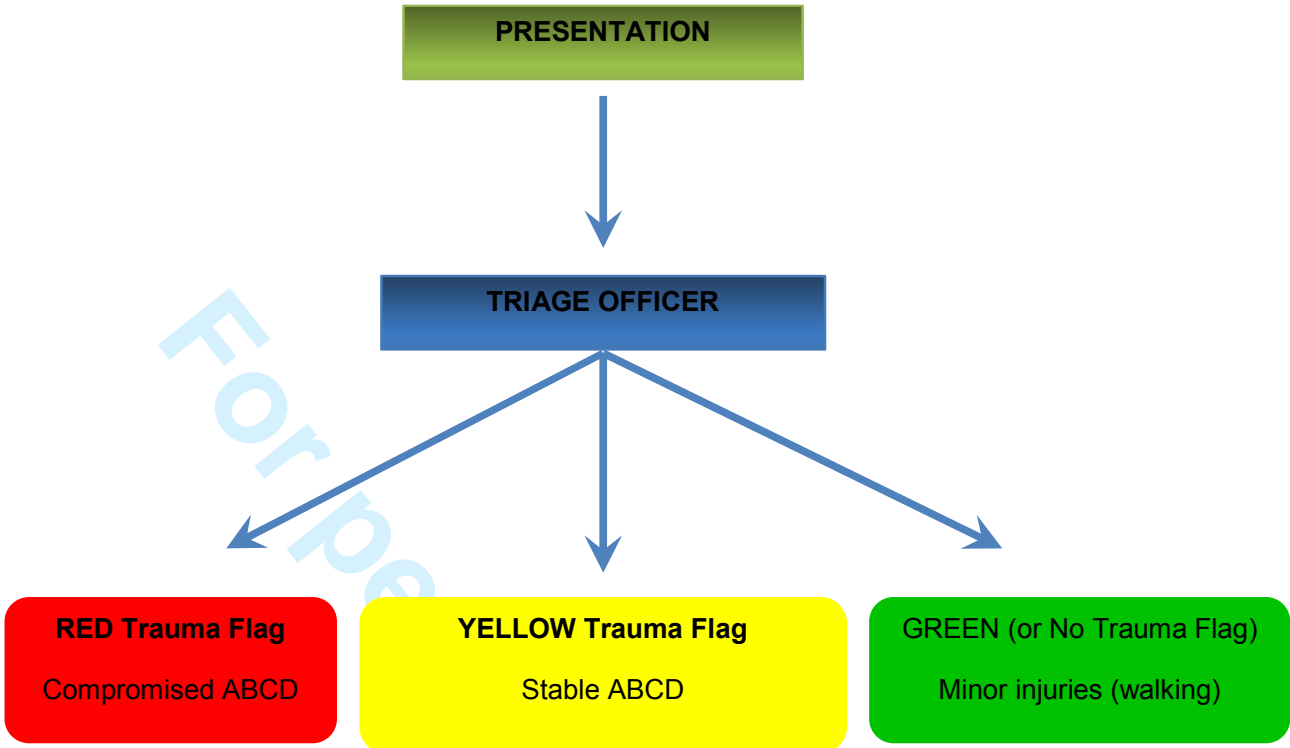 PRESENTATION
TRIAGE OFFICER
RED Trauma Flag
Compromised ABCD
YELLOW Trauma Flag
Stable ABCD
GREEN (or No Trauma Flag)
Minor injuries (walking)
For pe